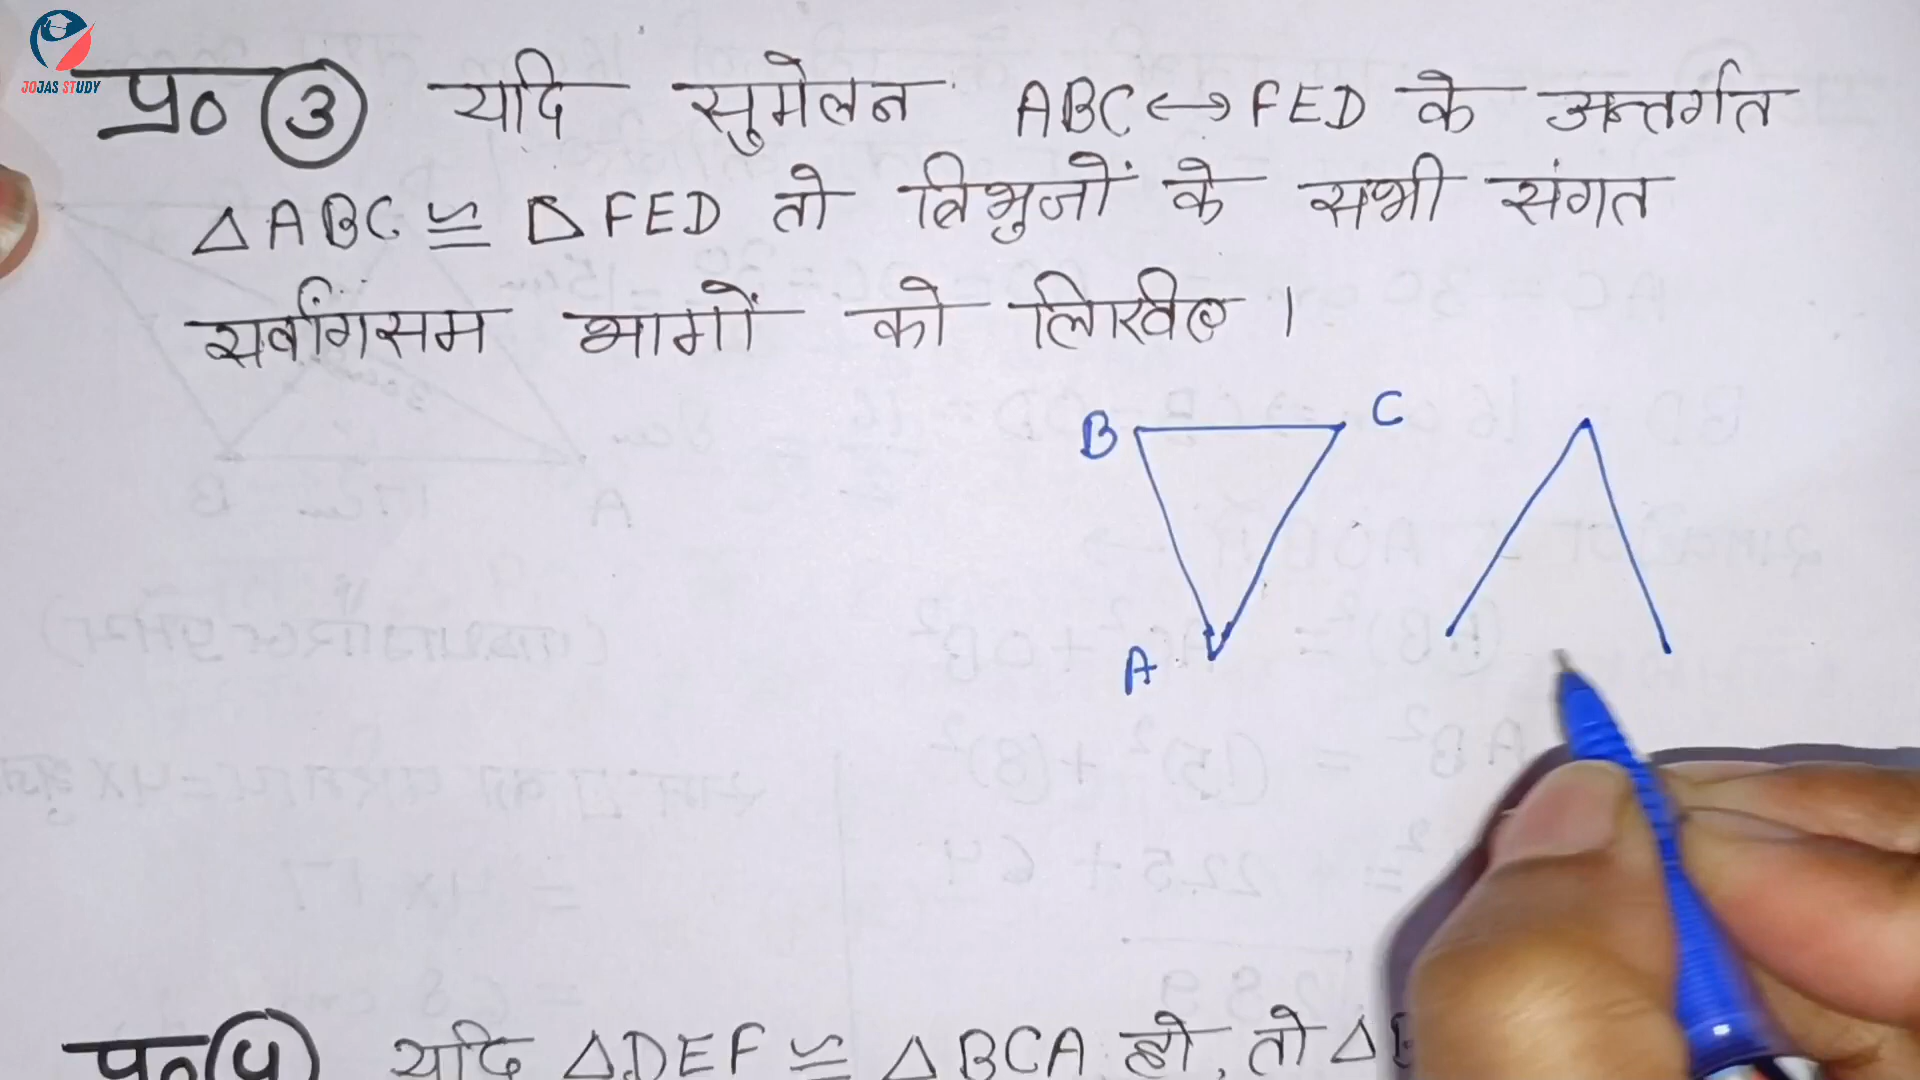 JOJAS STUDY
प्र० ③ यदि सुमेलन ABC↔FED के अन्तर्गत
△ABC ≅ △FED तो त्रिभुजों के सभी संगत
सर्वांगसम भागों को लिखिए ।
B C
A
प्र० यदि △DEF ≅ △BCA हो, तो △